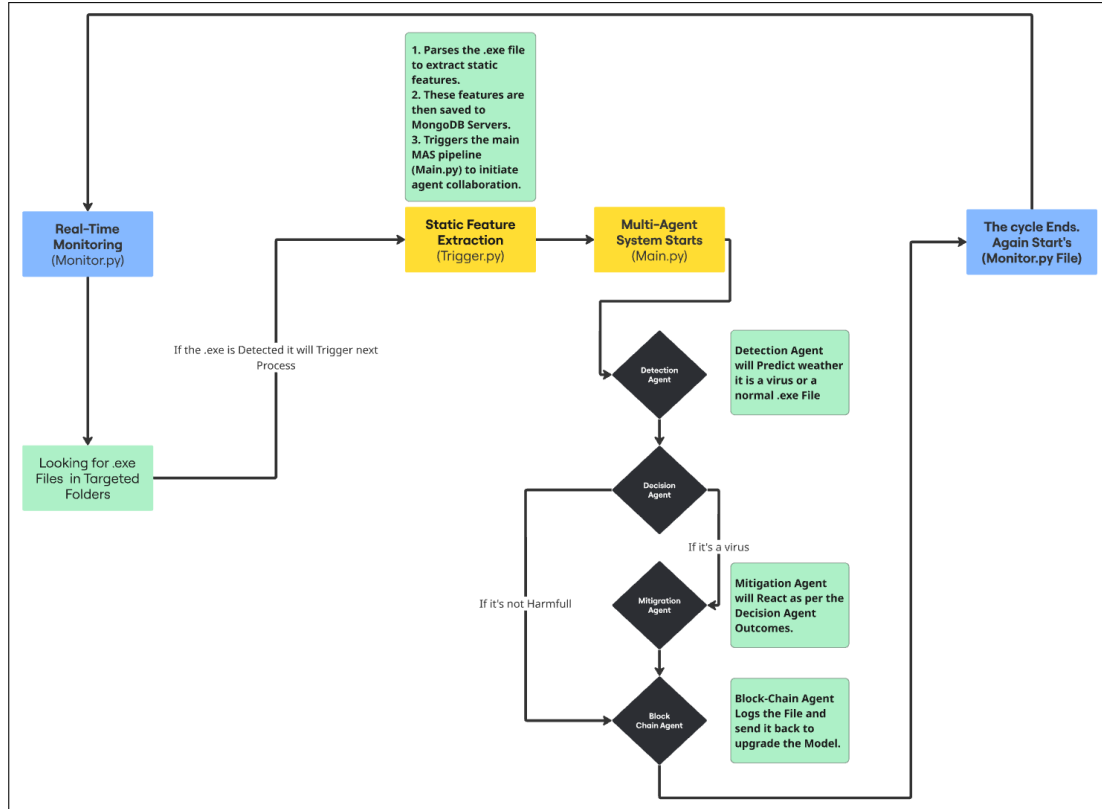 1. Parses the .exe file
to extract static
features.
2. These features are
then saved to
MongoDB Servers.
3. Triggers the main
MAS pipeline
(Main.py) to initiate
agent collaboration.
Real-Time
Monitoring
(Monitor.py)
Static Feature
Extraction
(Trigger.py)
Multi-Agent
System Starts
(Main.py)
The cycle Ends.
Again Start's
(Monitor.py File)
If the .exe is Detected it will Trigger next
Process
Detection
Agent
Detection Agent
will Predict weather
it is a virus or a
normal .exe File
Looking for .exe
Files in Targeted
Folders
Decision
Agent
If it's a virus
If it's not Harmfull
Mitigration
Agent
Mitigation Agent
will React as per the
Decision Agent
Outcomes.
Block
Chain Agent
Block-Chain Agent
Logs the File and
send it back to
upgrade the Model.